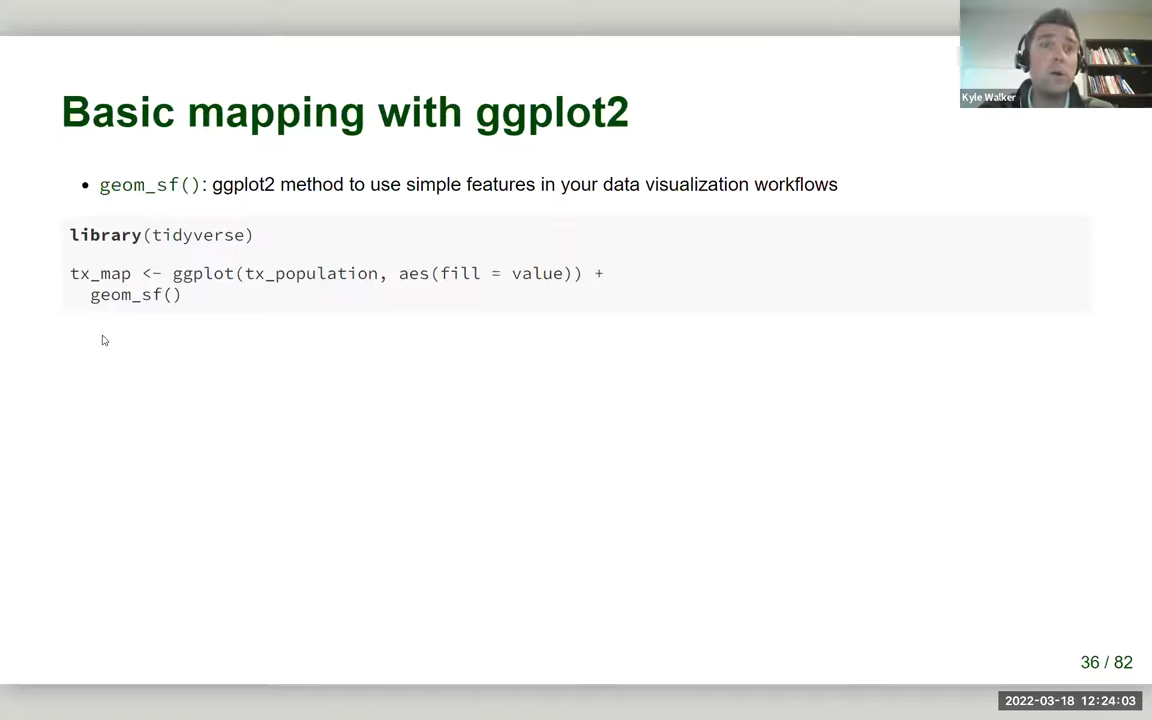 Kyle Walker
Basic mapping with ggplot2
• geom_sf(): ggplot2 method to use simple features in your data visualization workflows
library(tidyverse)
tx_map <- ggplot(tx_population, aes(fill = value)) +
  geom_sf()
36 / 82
2022-03-18 12:24:03